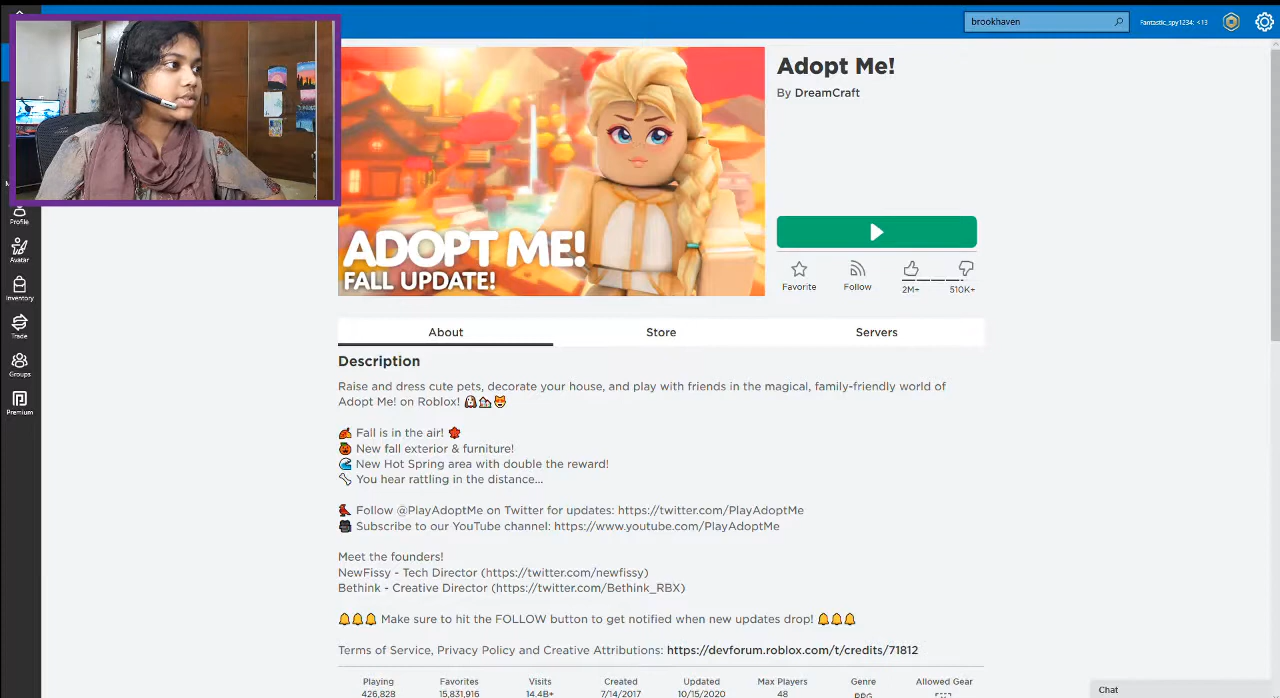 brookhaven
Fantastic_spy1234: <13
Adopt Me!
By DreamCraft
ADOPT ME!
FALL UPDATE!
Profile
Avatar
Inventory
Trade
Groups
Premium
Favorite
Follow
2M+
510K+
About
Store
Servers
Description
Raise and dress cute pets, decorate your house, and play with friends in the magical, family-friendly world of
Adopt Me! on Roblox! 🐶🏡😻
🍂 Fall is in the air! 🍁
🎃 New fall exterior & furniture!
🌊 New Hot Spring area with double the reward!
🦴 You hear rattling in the distance...
🐦 Follow @PlayAdoptMe on Twitter for updates: https://twitter.com/PlayAdoptMe
🎥 Subscribe to our YouTube channel: https://www.youtube.com/PlayAdoptMe
Meet the founders!
NewFissy - Tech Director (https://twitter.com/newfissy)
Bethink - Creative Director (https://twitter.com/Bethink_RBX)
🔔🔔🔔 Make sure to hit the FOLLOW button to get notified when new updates drop! 🔔🔔🔔
Terms of Service, Privacy Policy and Creative Attributions: https://devforum.roblox.com/t/credits/71812
Playing Favorites Visits Created Updated Max Players Genre Allowed Gear
426,828 15,831,916 14.4B+ 7/14/2017 10/15/2020 48 RPG
Chat